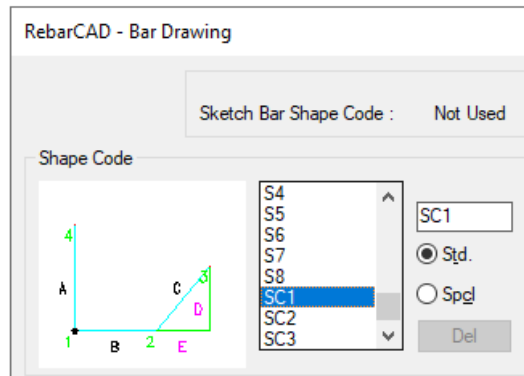 RebarCAD - Bar Drawing
Sketch Bar Shape Code : Not Used
Shape Code
4
A
1
B
2
C
3
D
E
S4
S5
S6
S7
S8
SC1
SC2
SC3
SC1
Std.
Spcl
Del